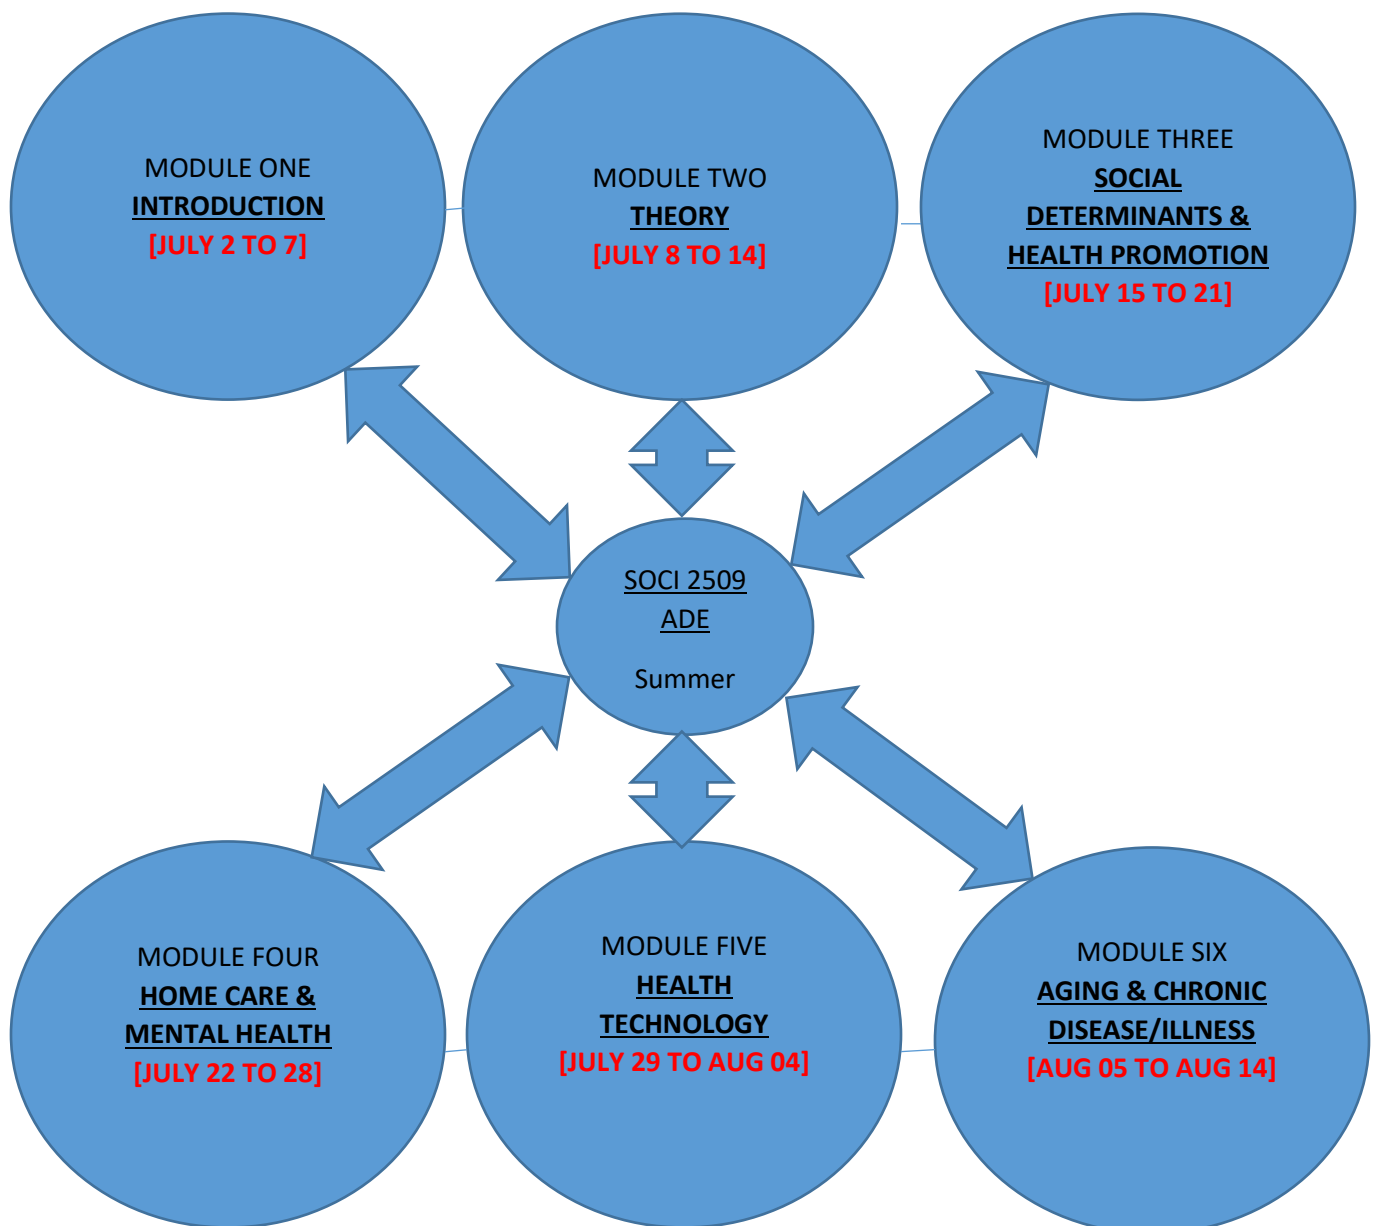 MODULE ONE
INTRODUCTION
[JULY 2 TO 7]
MODULE TWO
THEORY
[JULY 8 TO 14]
MODULE THREE
SOCIAL
DETERMINANTS &
HEALTH PROMOTION
[JULY 15 TO 21]
SOCI 2509
ADE
Summer
MODULE FOUR
HOME CARE &
MENTAL HEALTH
[JULY 22 TO 28]
MODULE FIVE
HEALTH
TECHNOLOGY
[JULY 29 TO AUG 04]
MODULE SIX
AGING & CHRONIC
DISEASE/ILLNESS
[AUG 05 TO AUG 14]